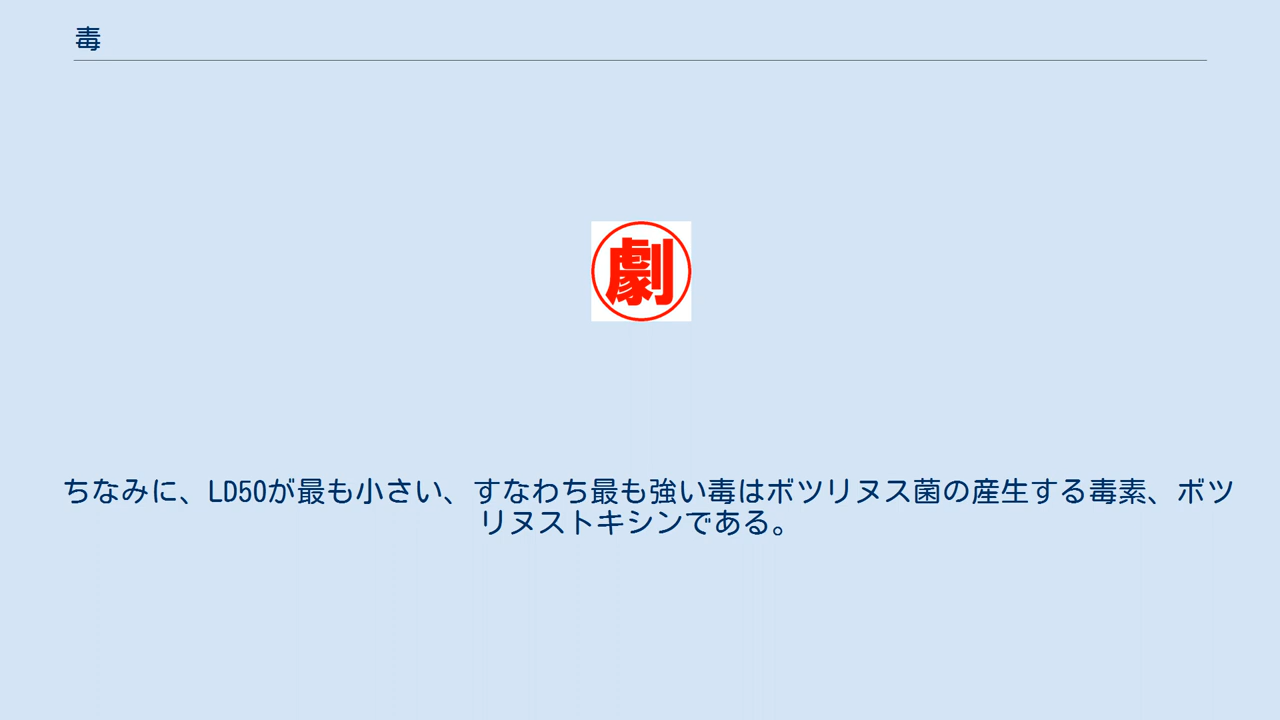 毒
劇
ちなみに、LD50が最も小さい、すなわち最も強い毒はボツリヌス菌の産生する毒素、ボツ
リヌストキシンである。